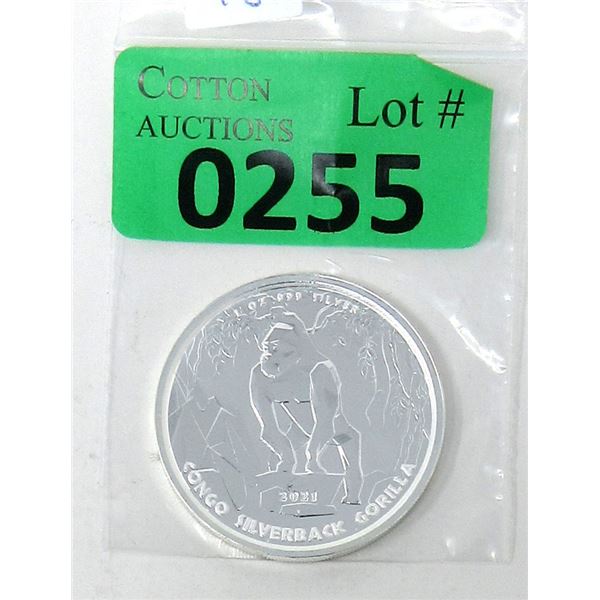 COTTON
AUCTIONS
Lot #
0255
1 OZ 999 SILVER
2021
CONGO SILVERBACK GORILLA